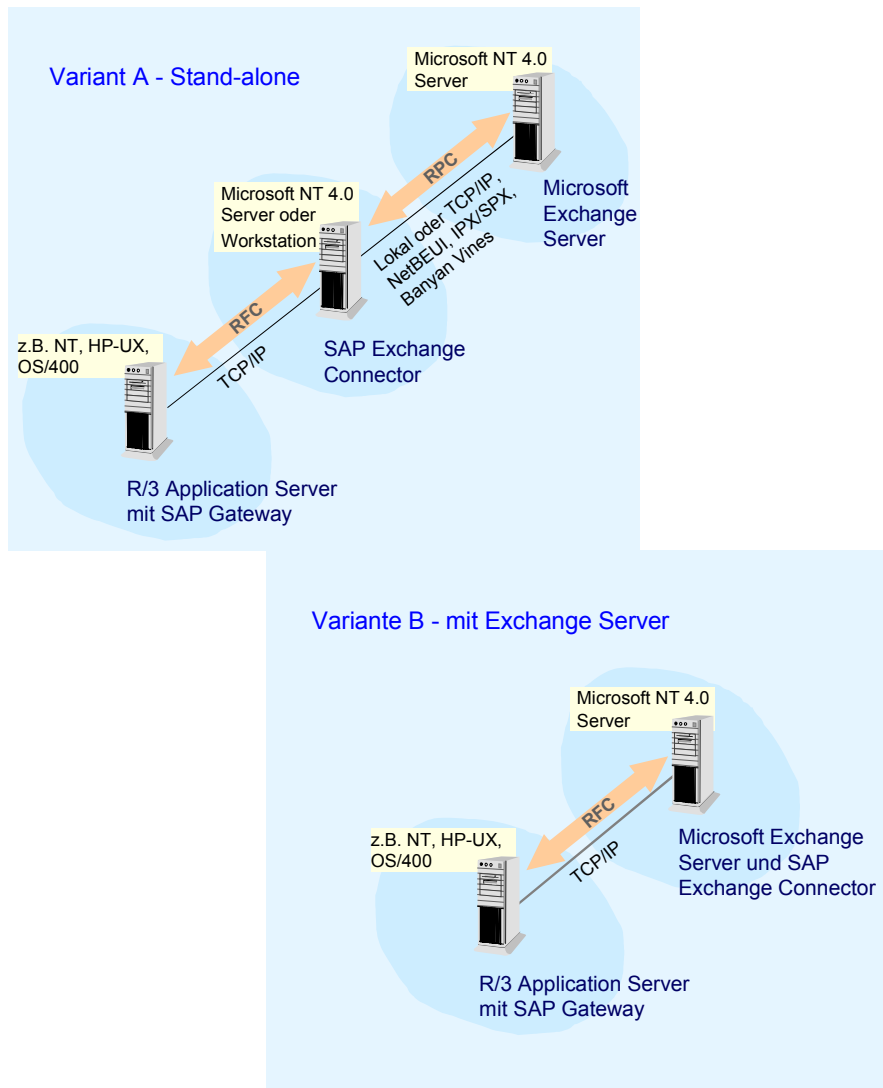 Variant A - Stand-alone
Microsoft NT 4.0
Server
RPC
Microsoft
Exchange
Server
Lokal oder TCP/IP,
NetBEUI, IPX/SPX,
Banyan Vines
Microsoft NT 4.0
Server oder
Workstation
RFC
TCP/IP
SAP Exchange
Connector
z.B. NT, HP-UX,
OS/400
R/3 Application Server
mit SAP Gateway
Variante B - mit Exchange Server
Microsoft NT 4.0
Server
RFC
TCP/IP
Microsoft Exchange
Server und SAP
Exchange Connector
z.B. NT, HP-UX,
OS/400
R/3 Application Server
mit SAP Gateway